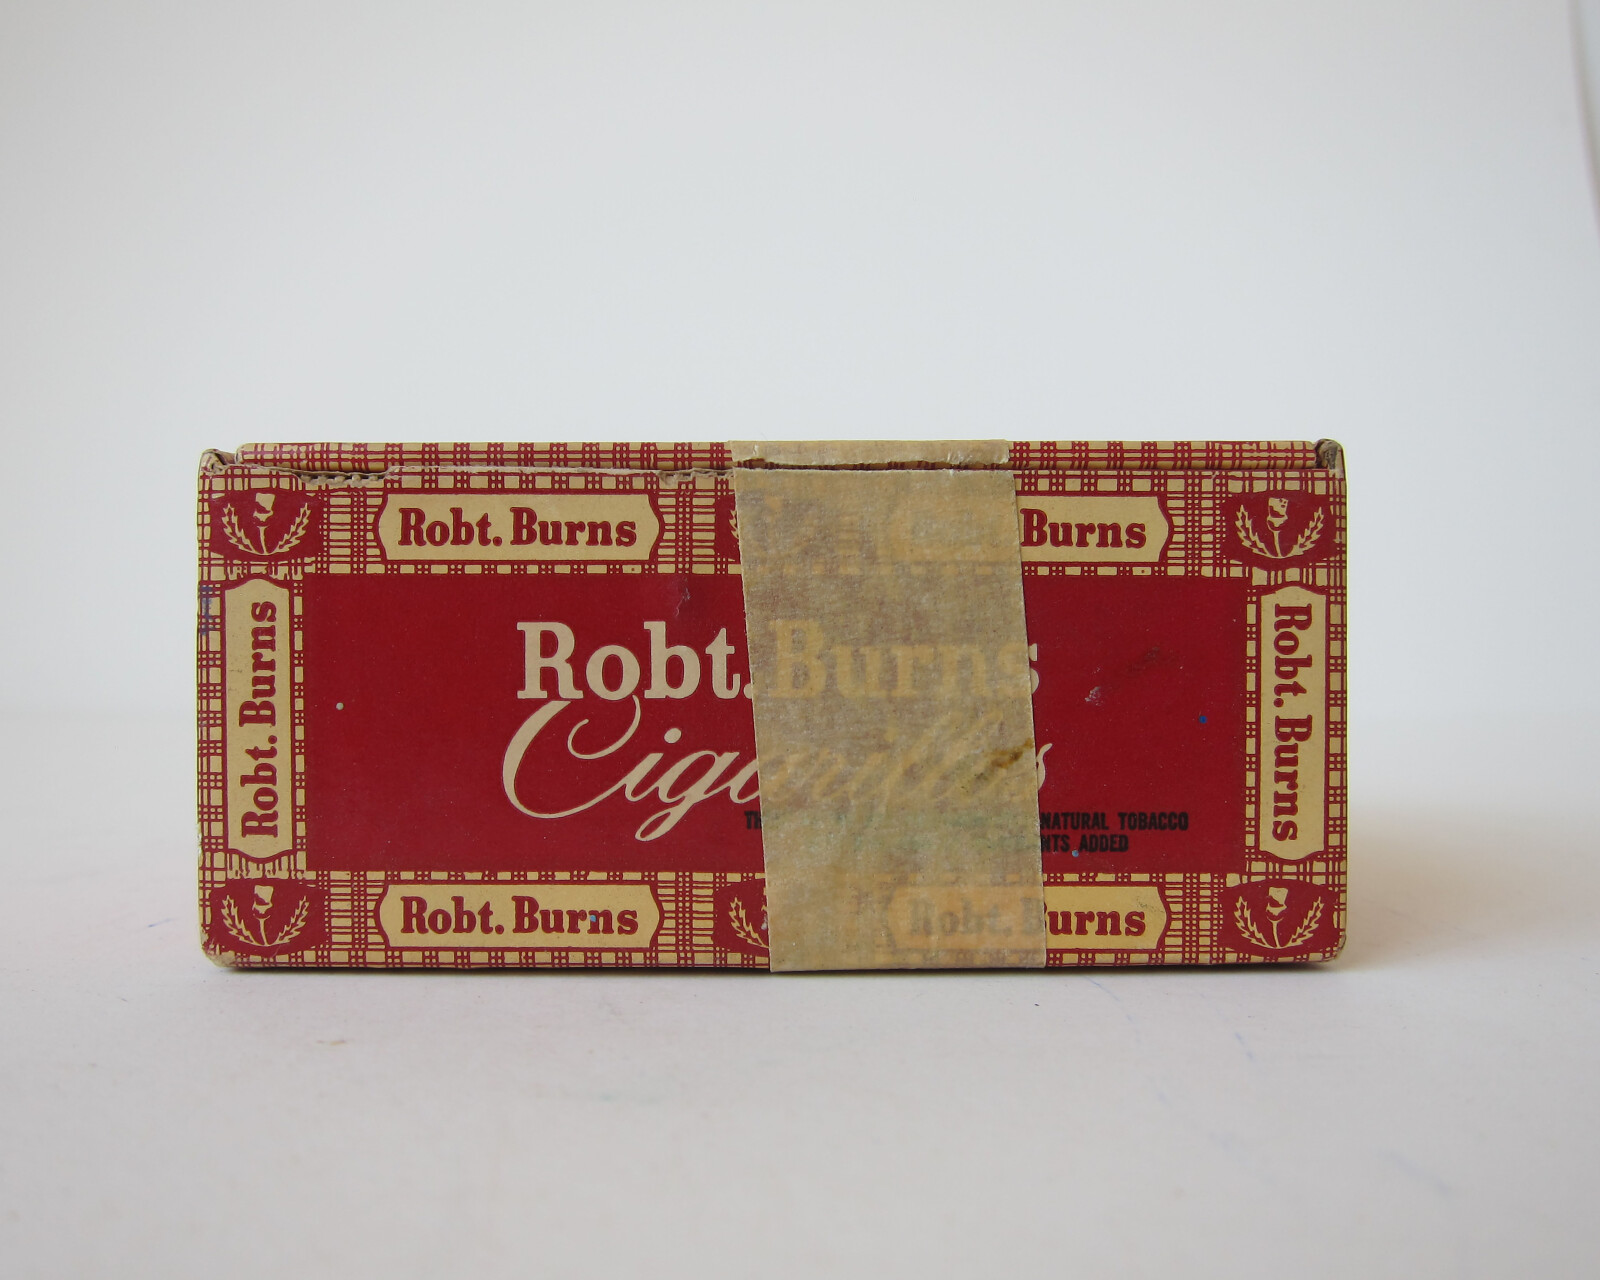 Robt. Burns
Burns
Robt. Burns
Robt. Burns
Cigarillos
NATURAL TOBACCO
ADDED
Robt. Burns
Robt. Burns
Robt. Burns